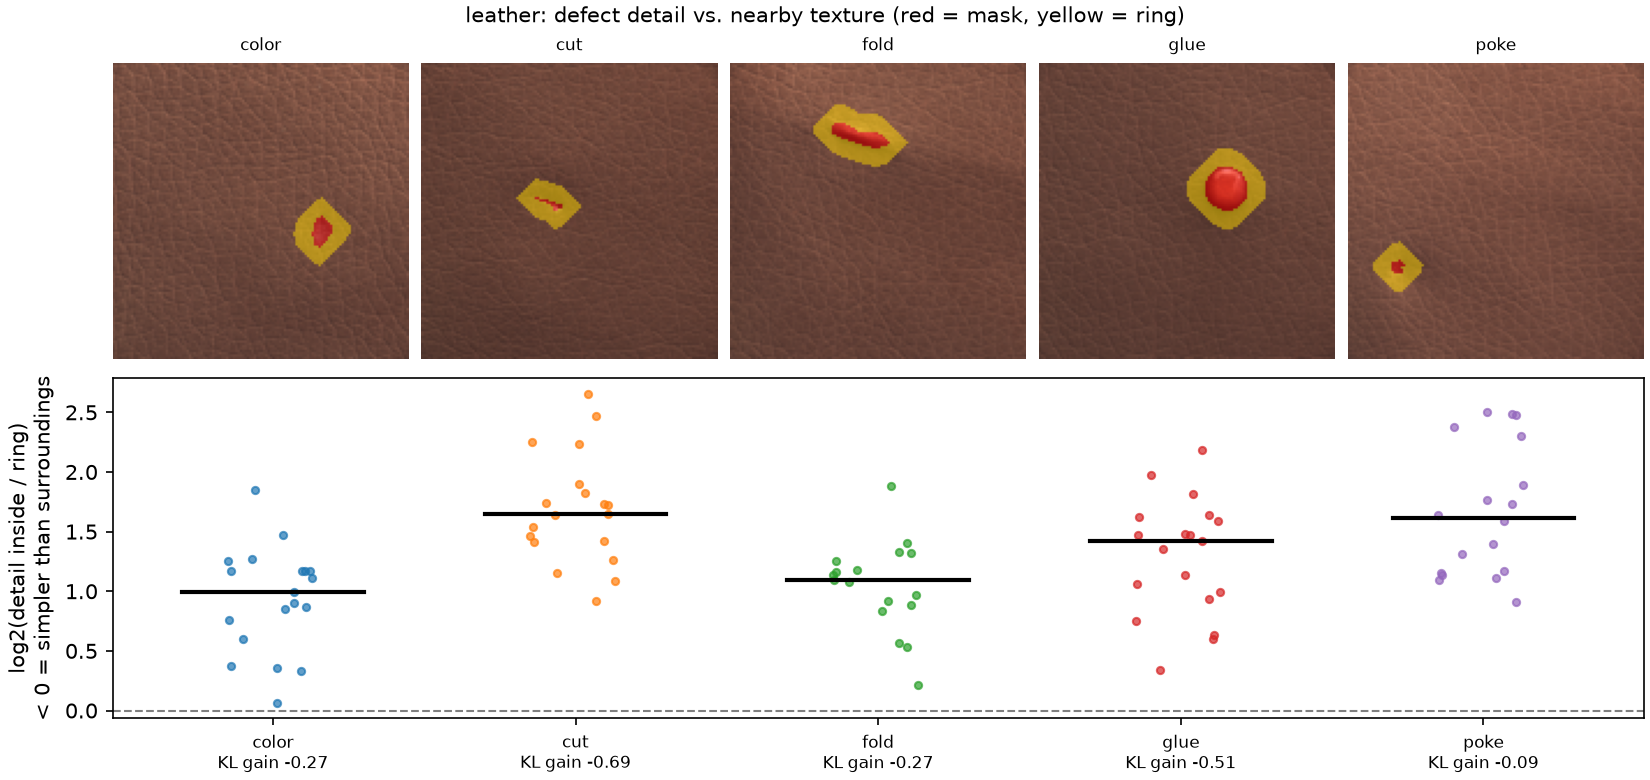 leather: defect detail vs. nearby texture (red = mask, yellow = ring)
color
cut
fold
glue
poke
log2(detail inside / ring)
< 0 = simpler than surroundings
2.5
2.0
1.5
1.0
0.5
0.0
color
KL gain -0.27
cut
KL gain -0.69
fold
KL gain -0.27
glue
KL gain -0.51
poke
KL gain -0.09